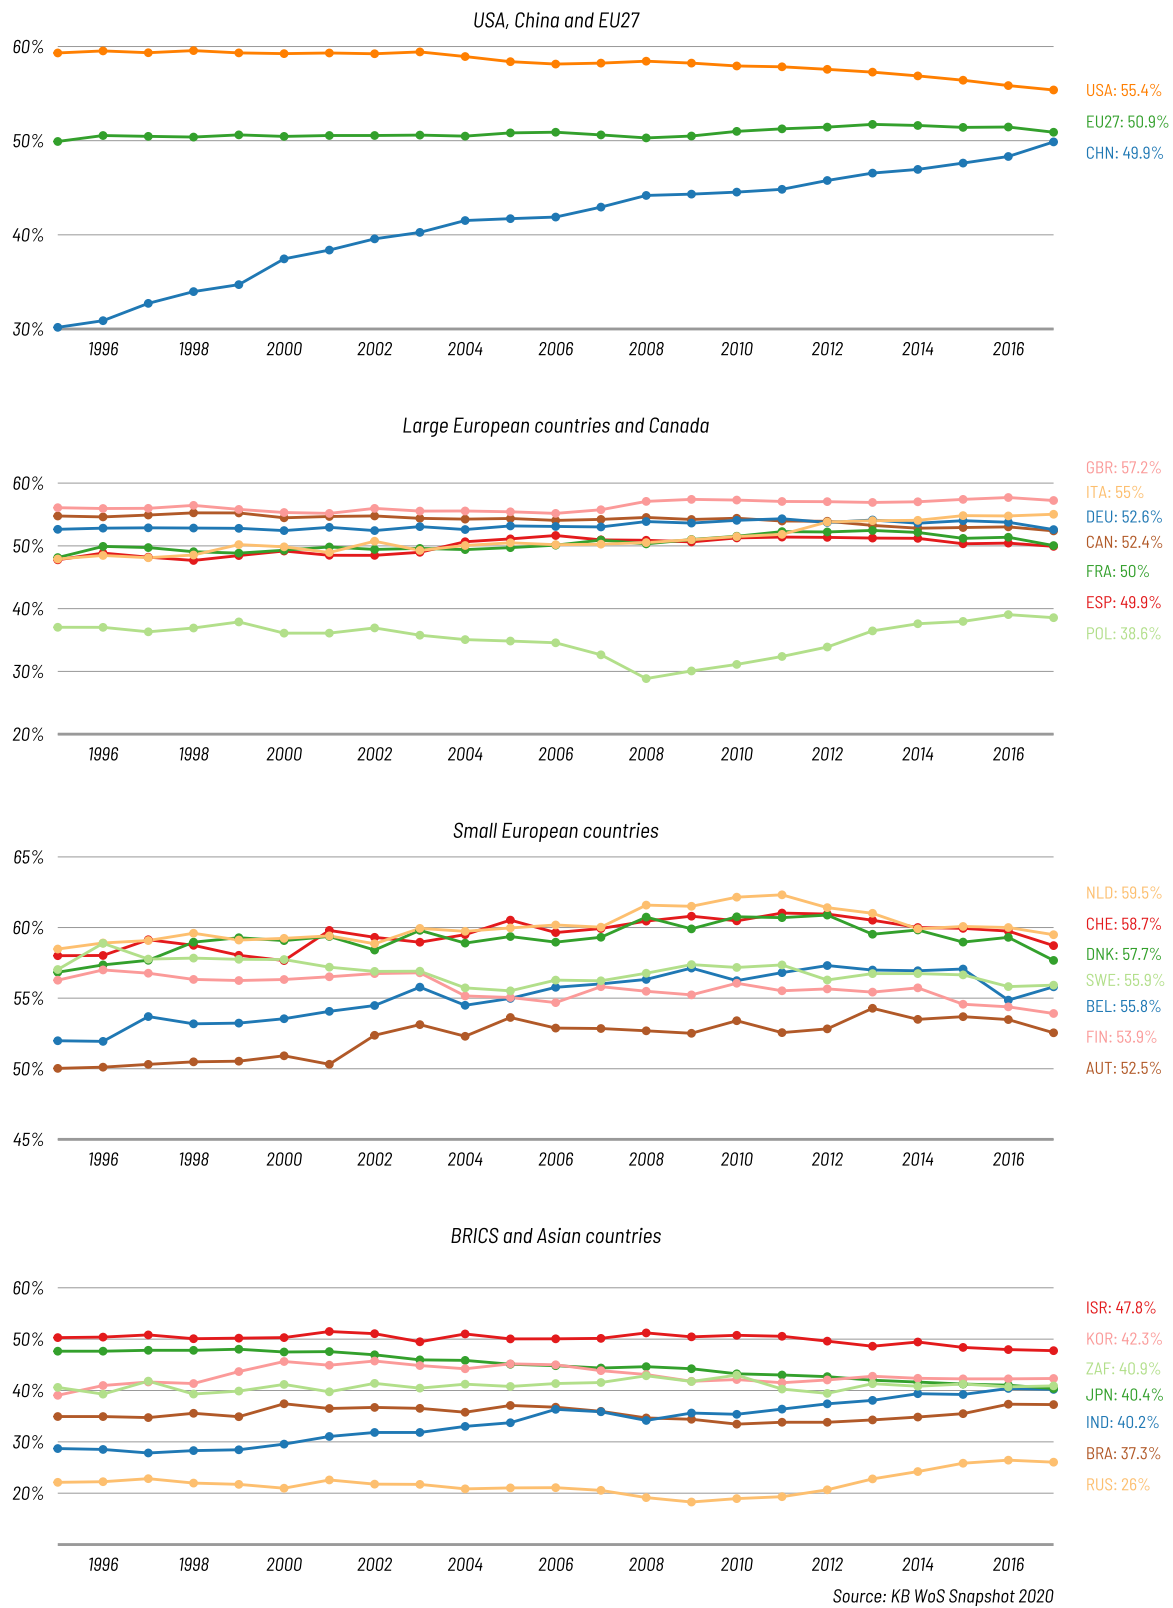 USA, China and EU27
60%
USA: 55.4%
EU27: 50.9%
50%
CHN: 49.9%
40%
30%
1996 1998 2000 2002 2004 2006 2008 2010 2012 2014 2016
Large European countries and Canada
GBR: 57.2%
60%
ITA: 55%
DEU: 52.6%
CAN: 52.4%
50%
FRA: 50%
ESP: 49.9%
40%
POL: 38.6%
30%
20%
1996 1998 2000 2002 2004 2006 2008 2010 2012 2014 2016
Small European countries
65%
NLD: 59.5%
60%
CHE: 58.7%
DNK: 57.7%
SWE: 55.9%
55%
BEL: 55.8%
FIN: 53.9%
50%
AUT: 52.5%
45%
1996 1998 2000 2002 2004 2006 2008 2010 2012 2014 2016
BRICS and Asian countries
60%
ISR: 47.8%
50%
KOR: 42.3%
ZAF: 40.9%
40%
JPN: 40.4%
IND: 40.2%
30%
BRA: 37.3%
RUS: 26%
20%
1996 1998 2000 2002 2004 2006 2008 2010 2012 2014 2016
Source: KB WoS Snapshot 2020